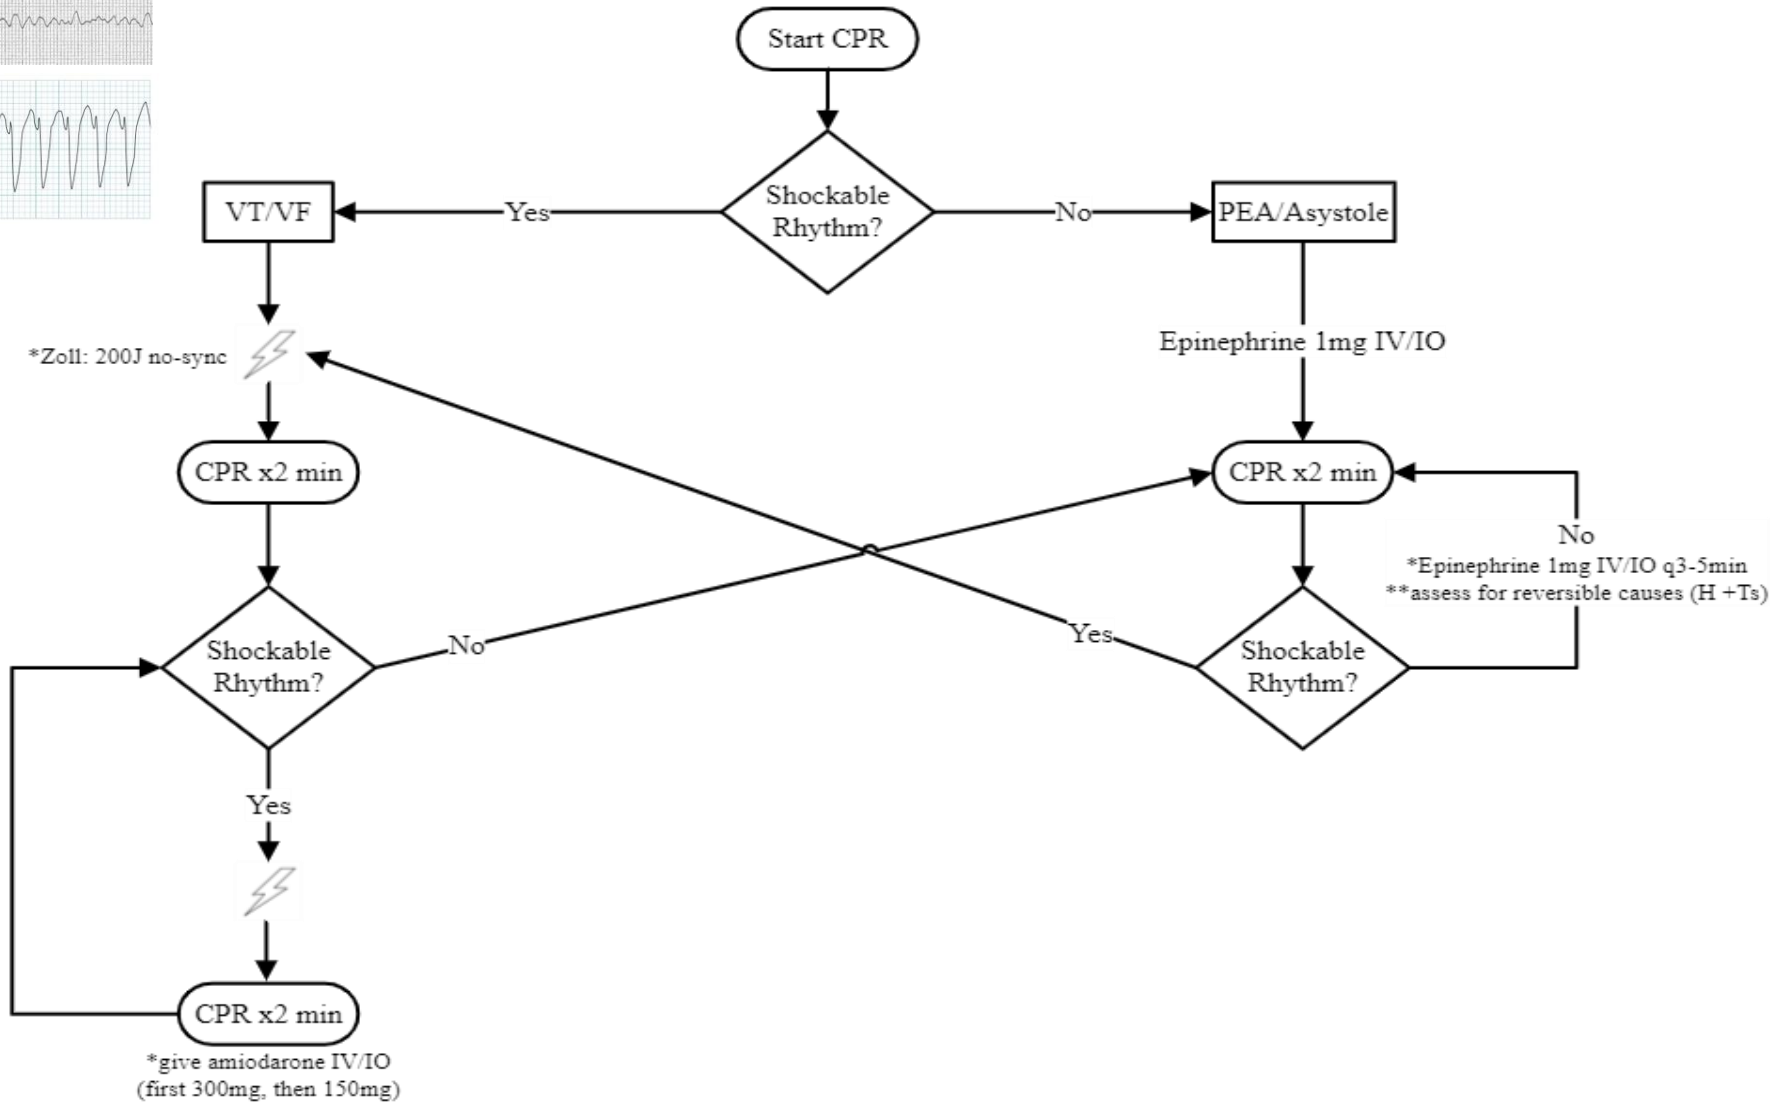 Start CPR
Shockable
Rhythm?
Yes
No
VT/VF
PEA/Asystole
*Zoll: 200J no-sync
Epinephrine 1mg IV/IO
CPR x2 min
CPR x2 min
No
*Epinephrine 1mg IV/IO q3-5min
**assess for reversible causes (H +Ts)
Shockable
Rhythm?
No
Yes
Shockable
Rhythm?
Yes
CPR x2 min
*give amiodarone IV/IO
(first 300mg, then 150mg)